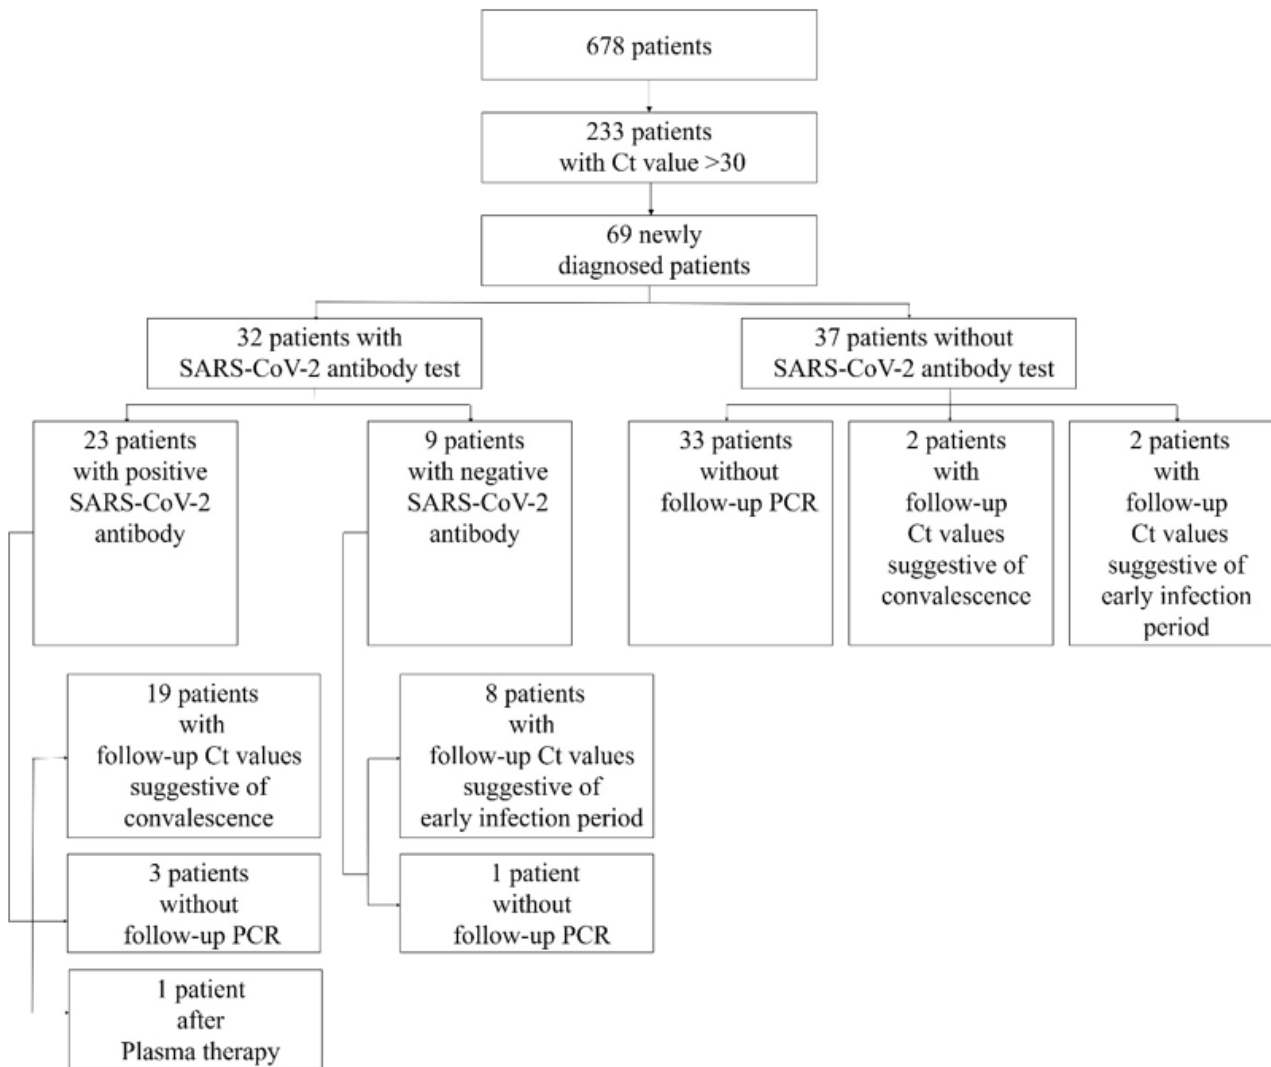 678 patients
233 patients
with Ct value >30
69 newly
diagnosed patients
32 patients with
SARS-CoV-2 antibody test
37 patients without
SARS-CoV-2 antibody test
23 patients
with positive
SARS-CoV-2
antibody
9 patients
with negative
SARS-CoV-2
antibody
33 patients
without
follow-up PCR
2 patients
with
follow-up
Ct values
suggestive of
convalescence
2 patients
with
follow-up
Ct values
suggestive of
early infection
period
19 patients
with
follow-up Ct values
suggestive of
convalescence
8 patients
with
follow-up Ct values
suggestive of
early infection period
3 patients
without
follow-up PCR
1 patient
without
follow-up PCR
1 patient
after
Plasma therapy